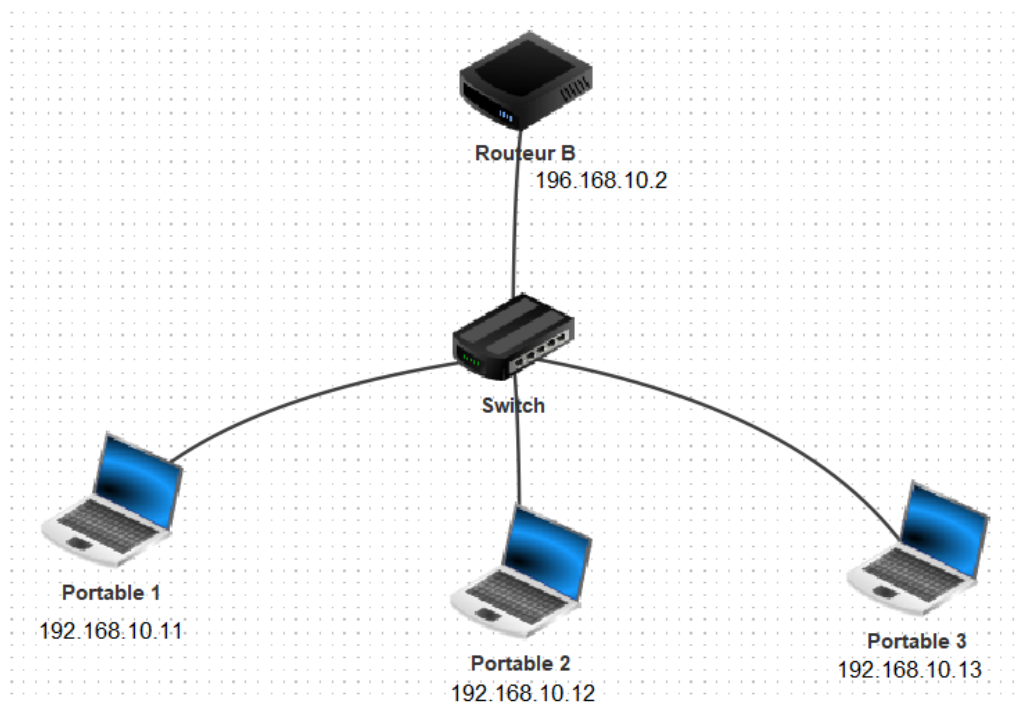 Routeur B
196.168.10.2
Switch
Portable 1
192.168.10.11
Portable 2
192.168.10.12
Portable 3
192.168.10.13